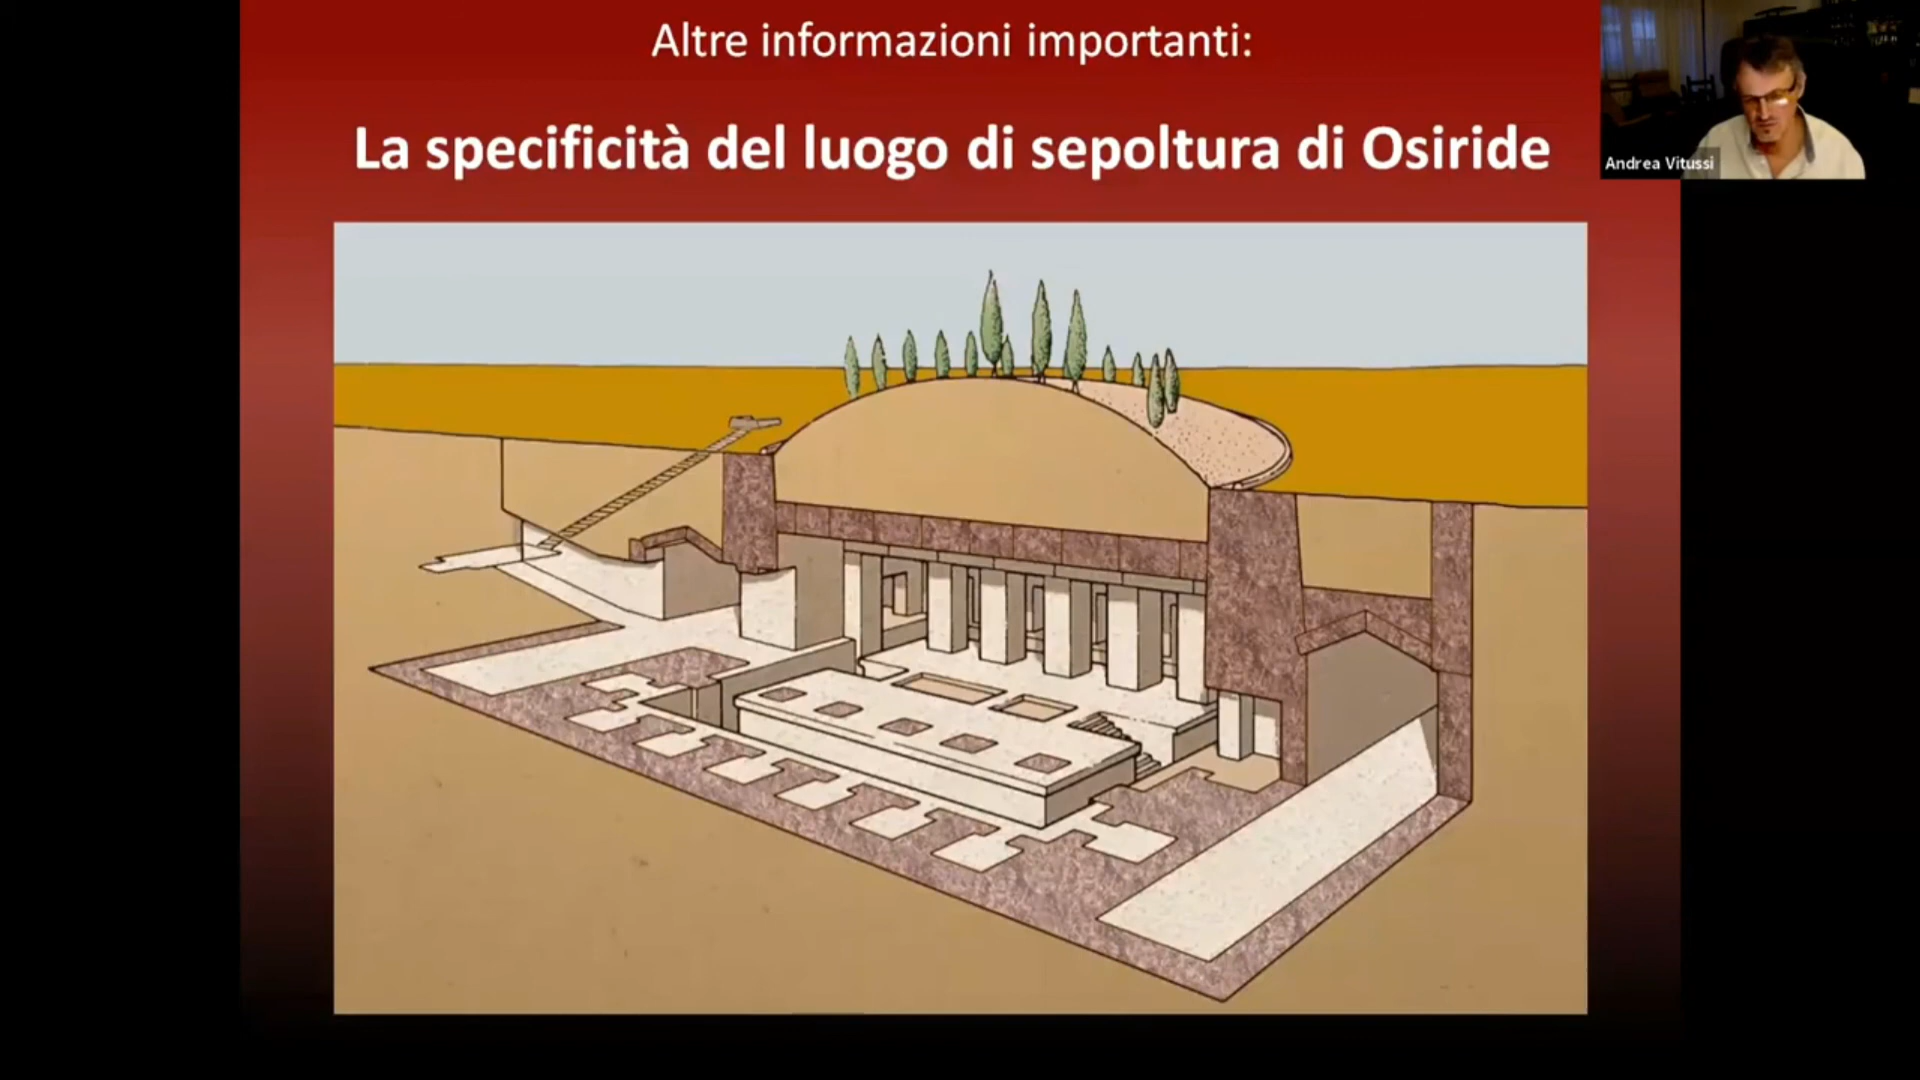 Altre informazioni importanti:
La specificità del luogo di sepoltura di Osiride
Andrea Vitussi